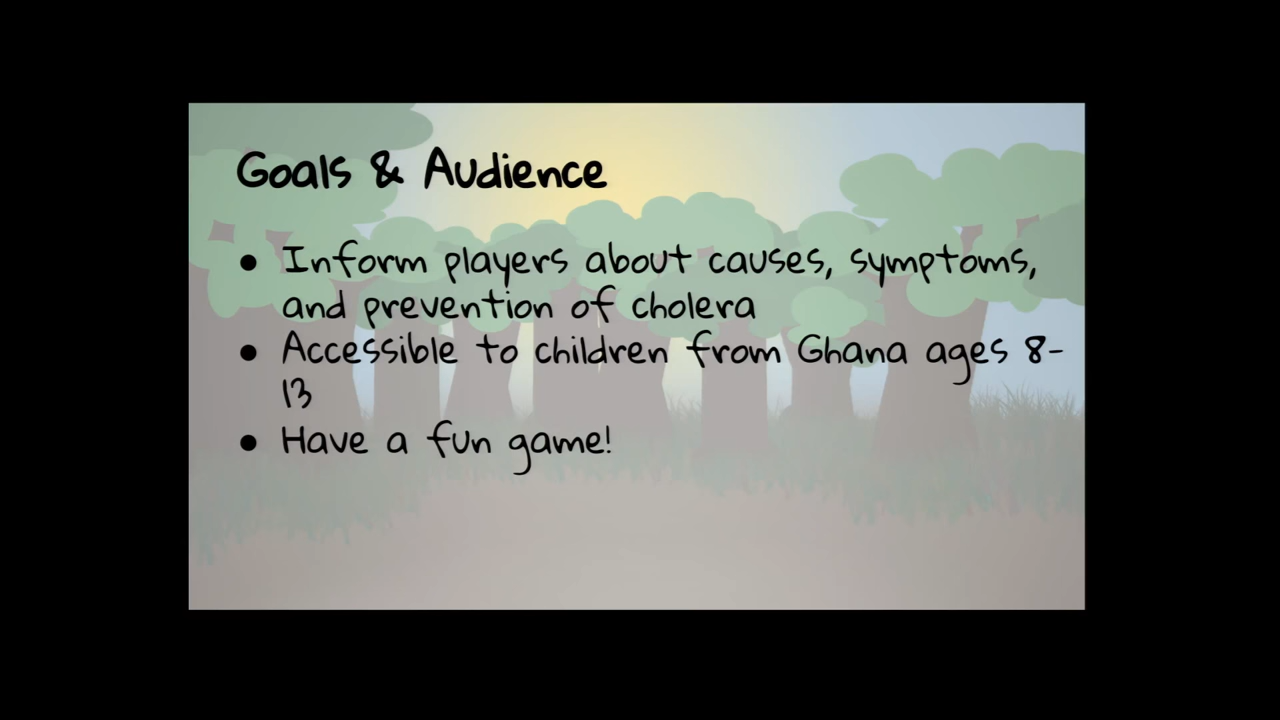 Goals & Audience
● Inform players about causes, symptoms,
and prevention of cholera
● Accessible to children from Ghana ages 8-
13
● Have a fun game!